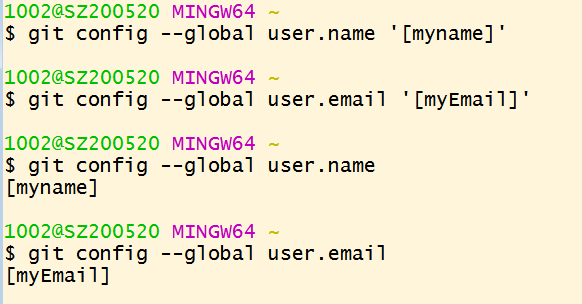 1002@SZ200520 MINGW64 ~
$ git config --global user.name '[myname]'
1002@SZ200520 MINGW64 ~
$ git config --global user.email '[myEmail]'
1002@SZ200520 MINGW64 ~
$ git config --global user.name
[myname]
1002@SZ200520 MINGW64 ~
$ git config --global user.email
[myEmail]